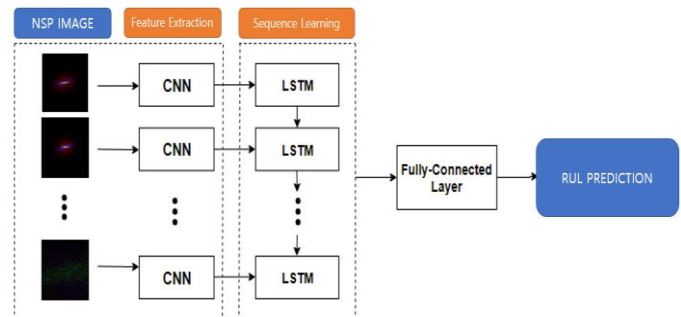 NSP IMAGE
Feature Extraction
Sequence Learning
CNN
LSTM
CNN
LSTM
Fully-Connected
Layer
RUL PREDICTION
CNN
LSTM